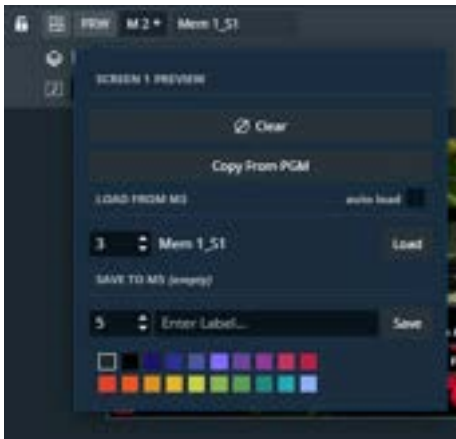 PRW M 2 Mem 1_S1
SCREEN 1 PREVIEW
Clear
Copy From PGM
LOAD FROM M3 auto load
3 Mem 1_S1 Load
SAVE TO M5 (empty)
5 Enter Label... Save